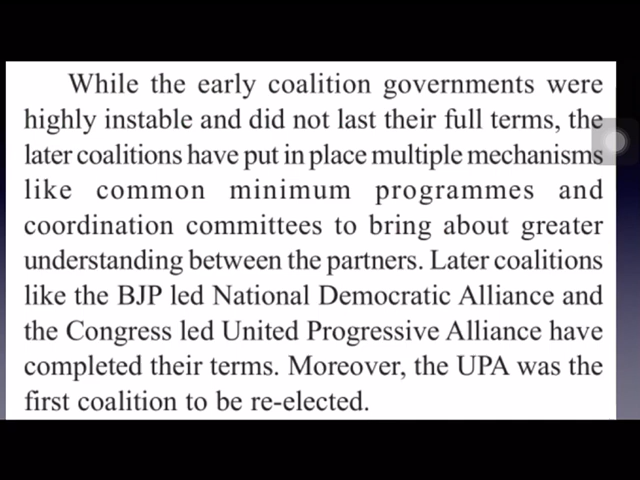 While the early coalition governments were
highly instable and did not last their full terms, the
later coalitions have put in place multiple mechanisms
like common minimum programmes and
coordination committees to bring about greater
understanding between the partners. Later coalitions
like the BJP led National Democratic Alliance and
the Congress led United Progressive Alliance have
completed their terms. Moreover, the UPA was the
first coalition to be re-elected.